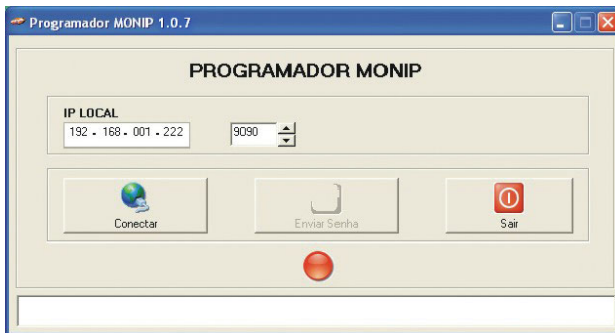 Programador MONIP 1.0.7
PROGRAMADOR MONIP
IP LOCAL
192 - 168 - 001 - 222 9090
Conectar Enviar Senha Sair